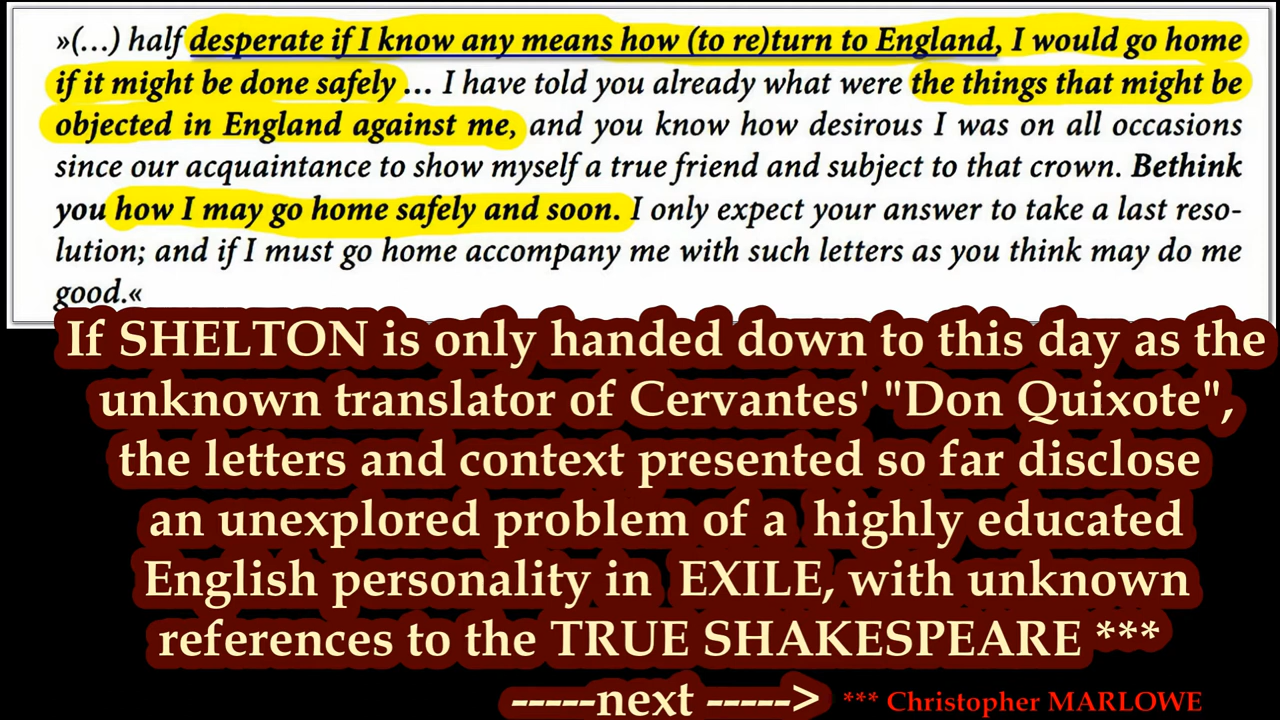 »(…) half desperate if I know any means how (to re)turn to England, I would go home
if it might be done safely … I have told you already what were the things that might be
objected in England against me, and you know how desirous I was on all occasions
since our acquaintance to show myself a true friend and subject to that crown. Bethink
you how I may go home safely and soon. I only expect your answer to take a last reso-
lution; and if I must go home accompany me with such letters as you think may do me
good.«
If SHELTON is only handed down to this day as the
unknown translator of Cervantes' "Don Quixote",
the letters and context presented so far disclose
an unexplored problem of a highly educated
English personality in EXILE, with unknown
references to the TRUE SHAKESPEARE ***
-----next ----->
*** Christopher MARLOWE